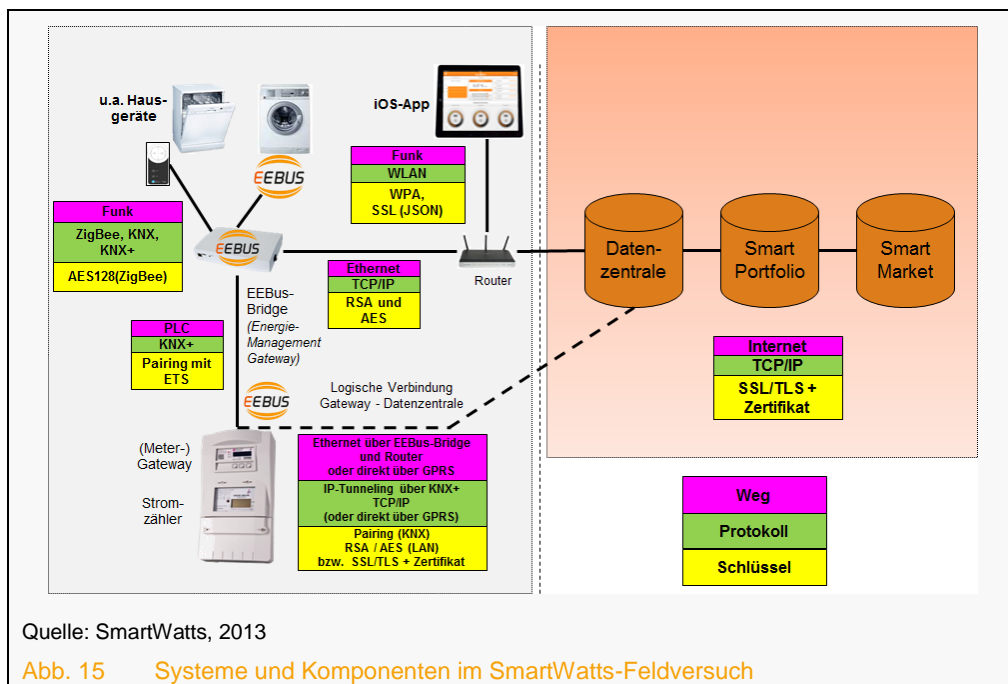 u.a. Haus-
geräte
iOS-App
EEBUS
Funk
WLAN
WPA,
SSL (JSON)
Funk
ZigBee, KNX,
KNX+
AES128(ZigBee)
EEBUS
Ethernet
TCP/IP
RSA und
AES
Router
Daten-
zentrale
Smart
Portfolio
Smart
Market
EEBus-
Bridge
(Energie-
Management
Gateway)
PLC
KNX+
Pairing mit
ETS
Internet
TCP/IP
SSL/TLS +
Zertifikat
EEBUS
Logische Verbindung
Gateway - Datenzentrale
(Meter-)
Gateway
Strom-
zähler
Ethernet über EEBus-Bridge
und Router
oder direkt über GPRS
IP-Tunneling über KNX+
TCP/IP
(oder direkt über GPRS)
Pairing (KNX)
RSA / AES (LAN)
bzw. SSL/TLS + Zertifikat
Weg
Protokoll
Schlüssel
Quelle: SmartWatts, 2013
Abb. 15 Systeme und Komponenten im SmartWatts-Feldversuch